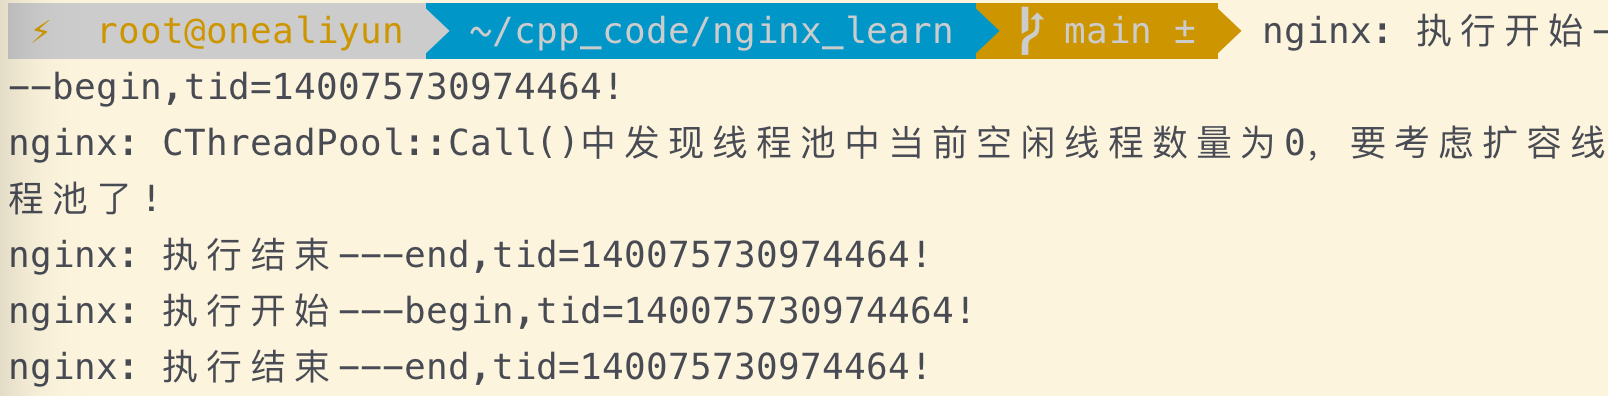 ⚡ root@onealiyun ~/cpp_code/nginx_learn main ± nginx: 执行开始-
--begin,tid=140075730974464!
nginx: CThreadPool::Call()中发现线程池中当前空闲线程数量为0, 要考虑扩容线
程池了!
nginx: 执行结束---end,tid=140075730974464!
nginx: 执行开始---begin,tid=140075730974464!
nginx: 执行结束---end,tid=140075730974464!